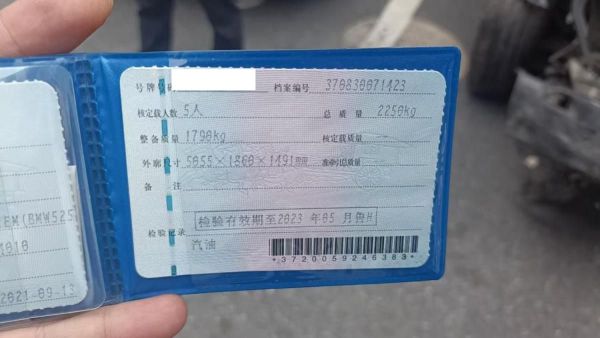 号牌号码
档案编号 370830071423
核定载人数 5人
总质量 2250kg
整备质量 1790kg
核定载质量
外廓尺寸 5055×1860×1491mm
准牵引总质量
备注
检验记录
检验有效期至2023年05月鲁H
汽油
*3720059246383*
EM(BMW525
4010
2021-09-13